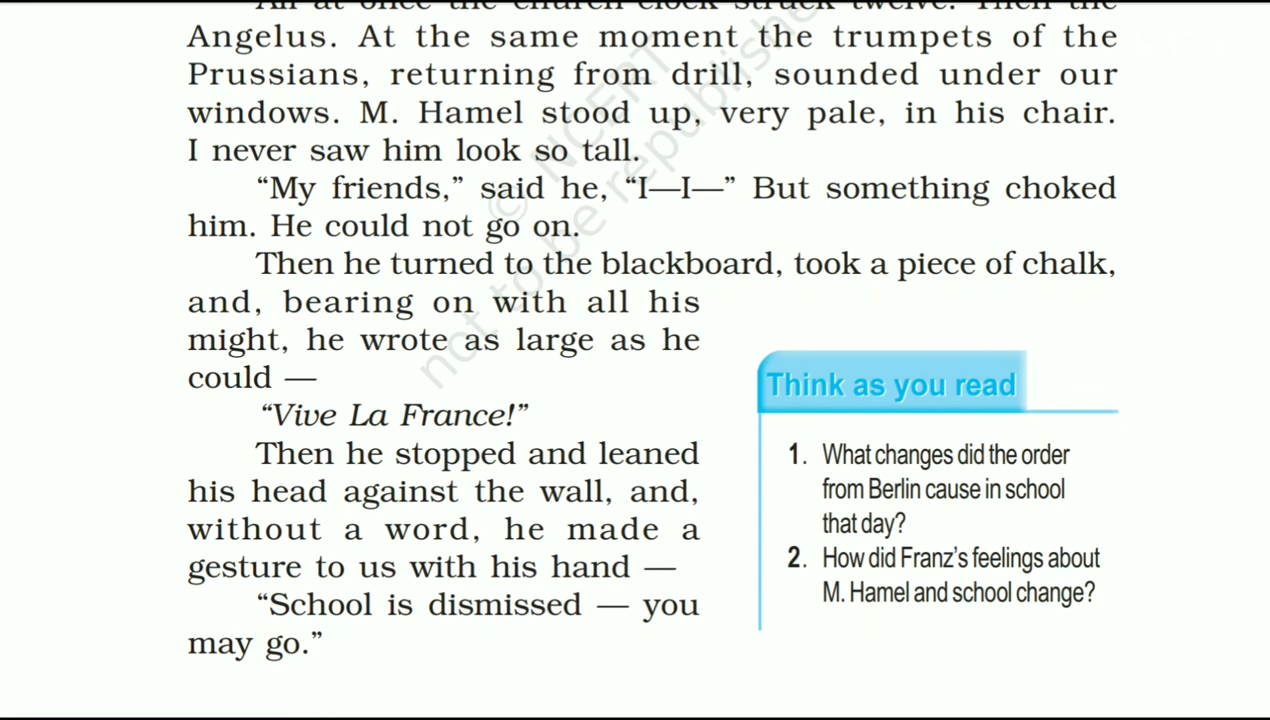 All at once the church clock struck twelve. Then the
Angelus. At the same moment the trumpets of the
Prussians, returning from drill, sounded under our
windows. M. Hamel stood up, very pale, in his chair.
I never saw him look so tall.
“My friends,” said he, “I—I—” But something choked
him. He could not go on.
Then he turned to the blackboard, took a piece of chalk,
and, bearing on with all his
might, he wrote as large as he
could —
“Vive La France!”
Then he stopped and leaned
his head against the wall, and,
without a word, he made a
gesture to us with his hand —
“School is dismissed — you
may go.”
Think as you read
1. What changes did the order
from Berlin cause in school
that day?
2. How did Franz’s feelings about
M. Hamel and school change?
© NCERT
not to be republishe